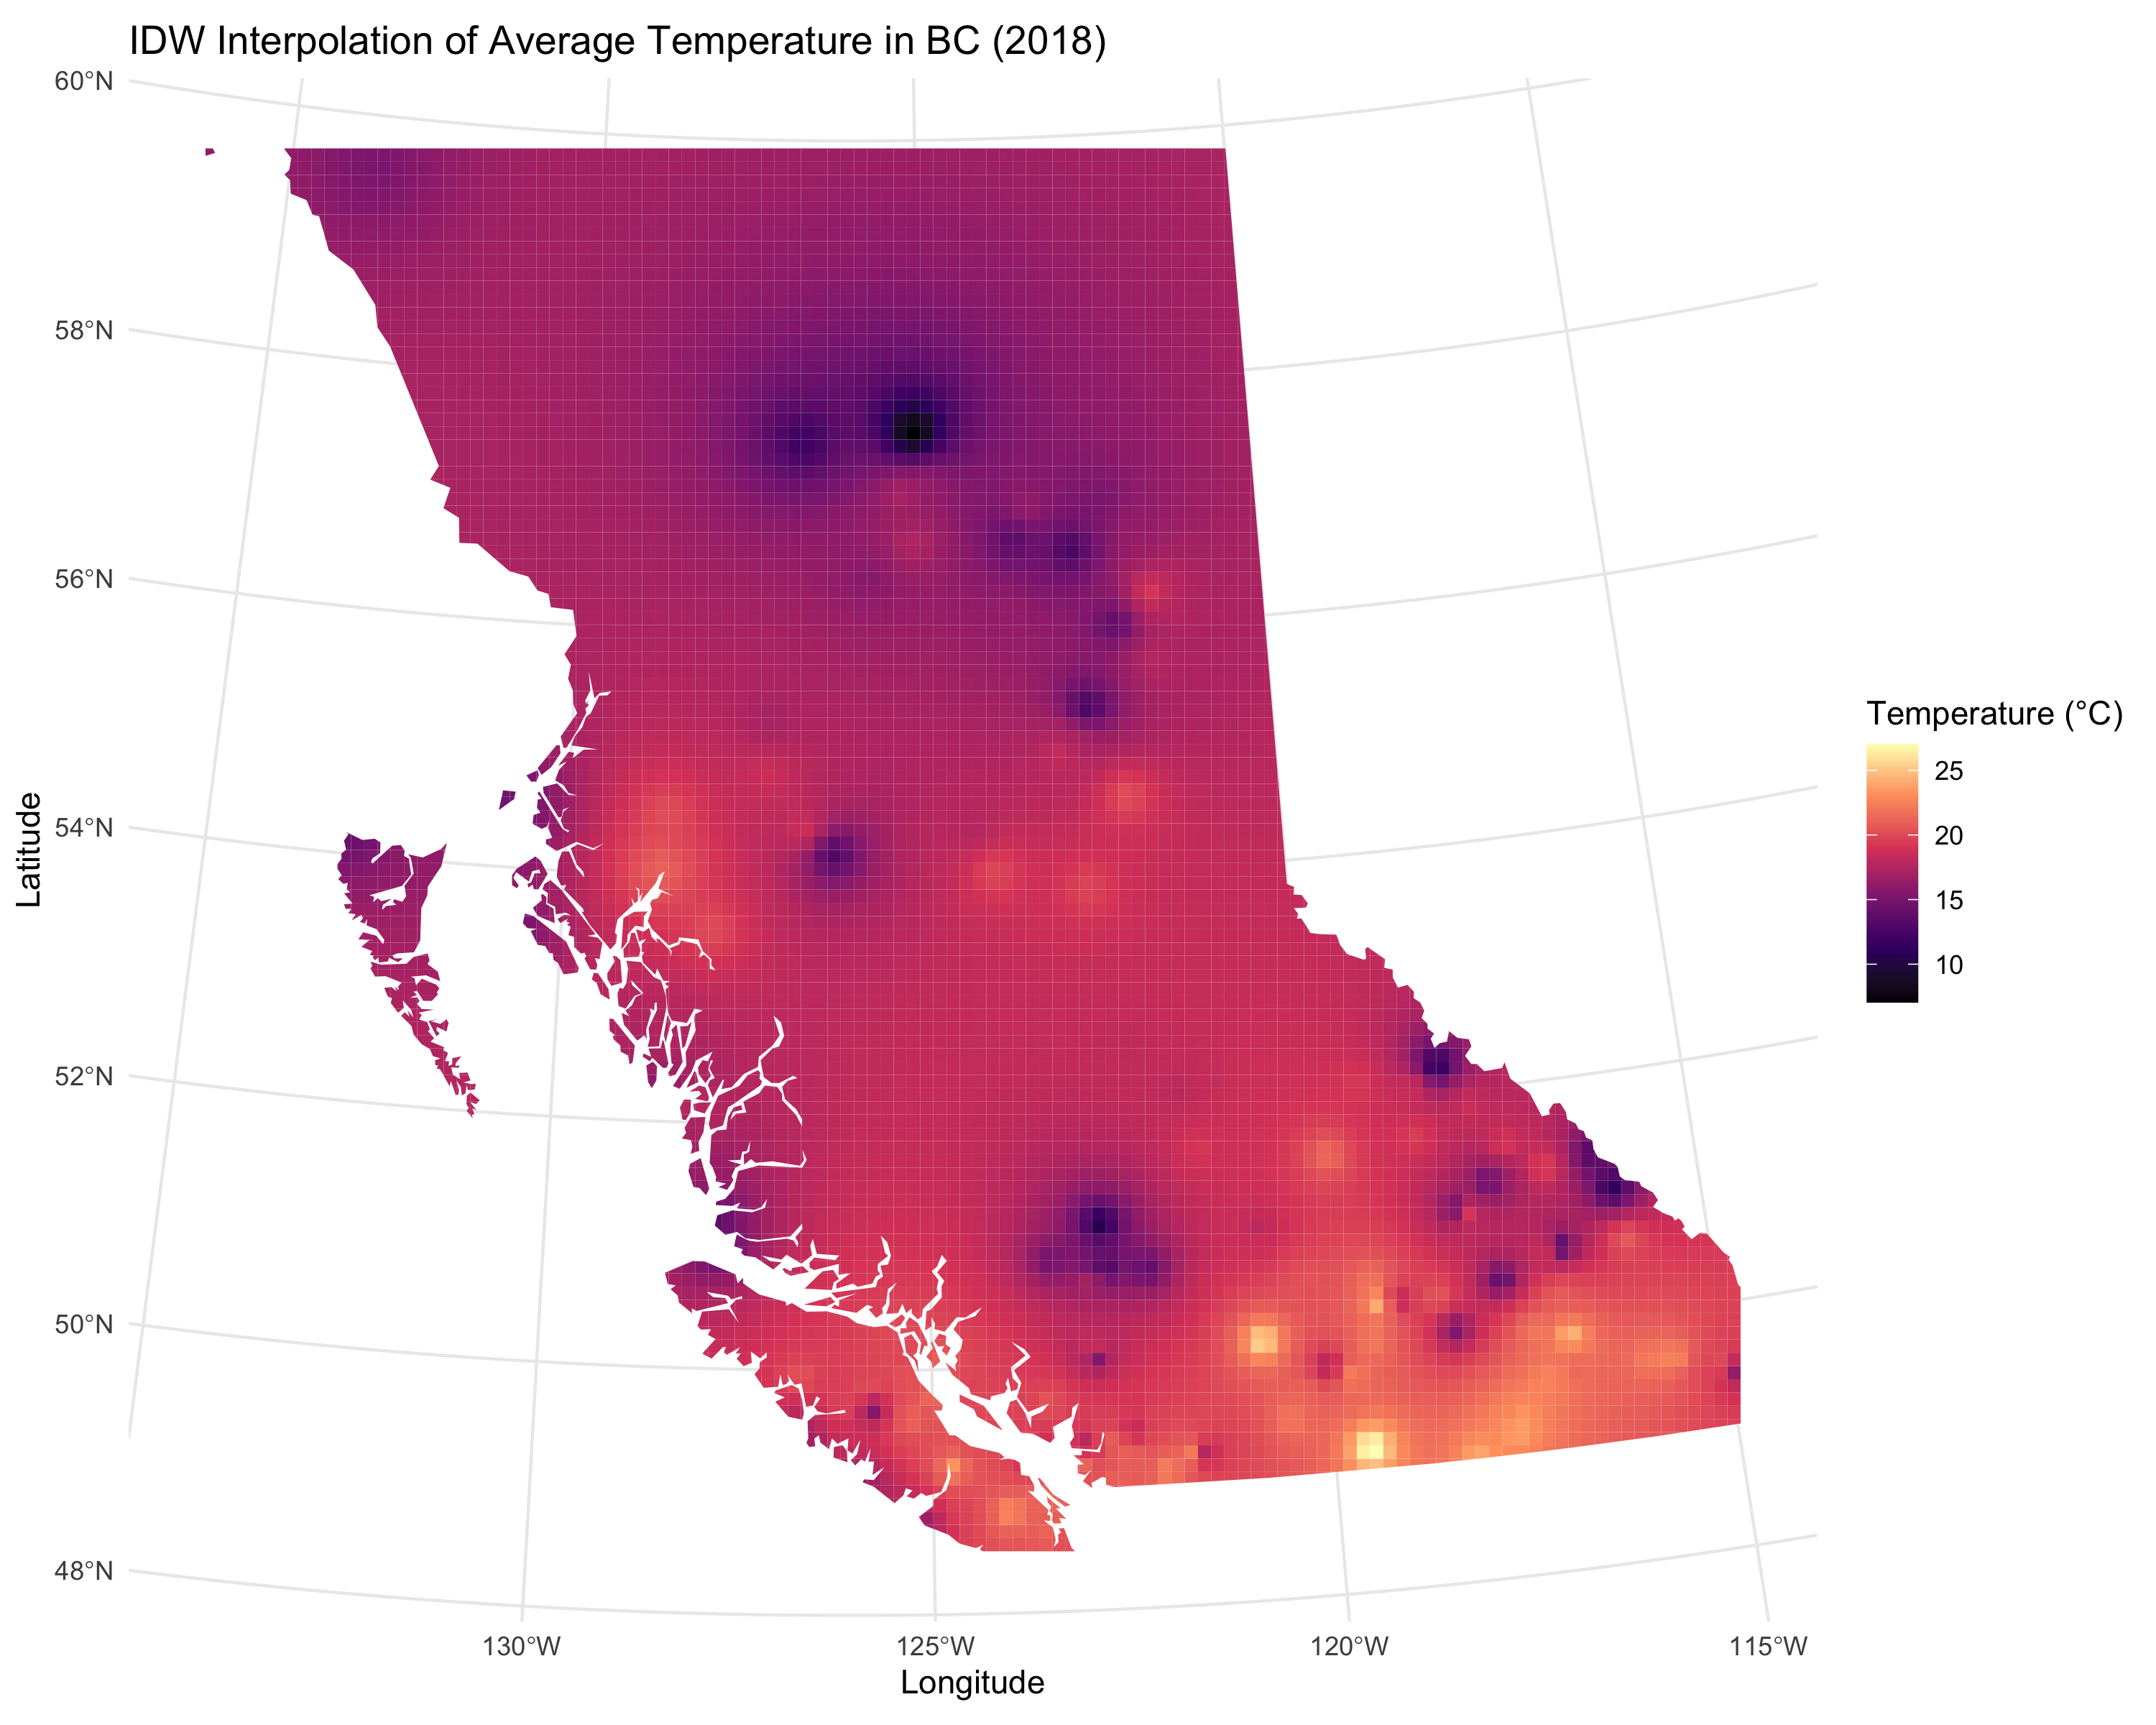 IDW Interpolation of Average Temperature in BC (2018)
60°N
58°N
56°N
54°N
52°N
50°N
48°N
Latitude
130°W
125°W
120°W
115°W
Longitude
Temperature (°C)
25
20
15
10